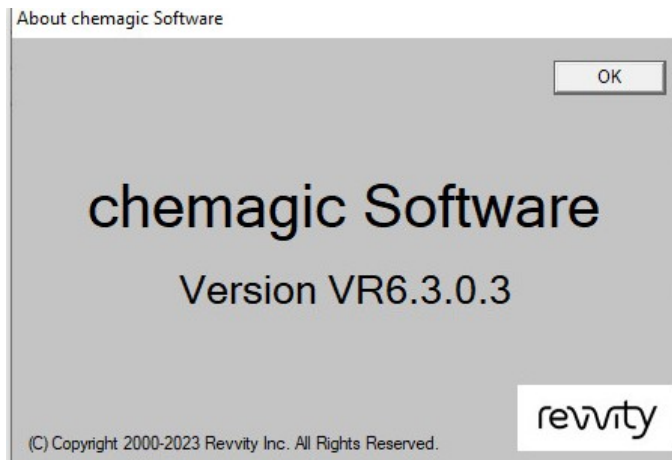 About chemagic Software
OK
chemagic Software
Version VR6.3.0.3
revvity
(C) Copyright 2000-2023 Revvity Inc. All Rights Reserved.